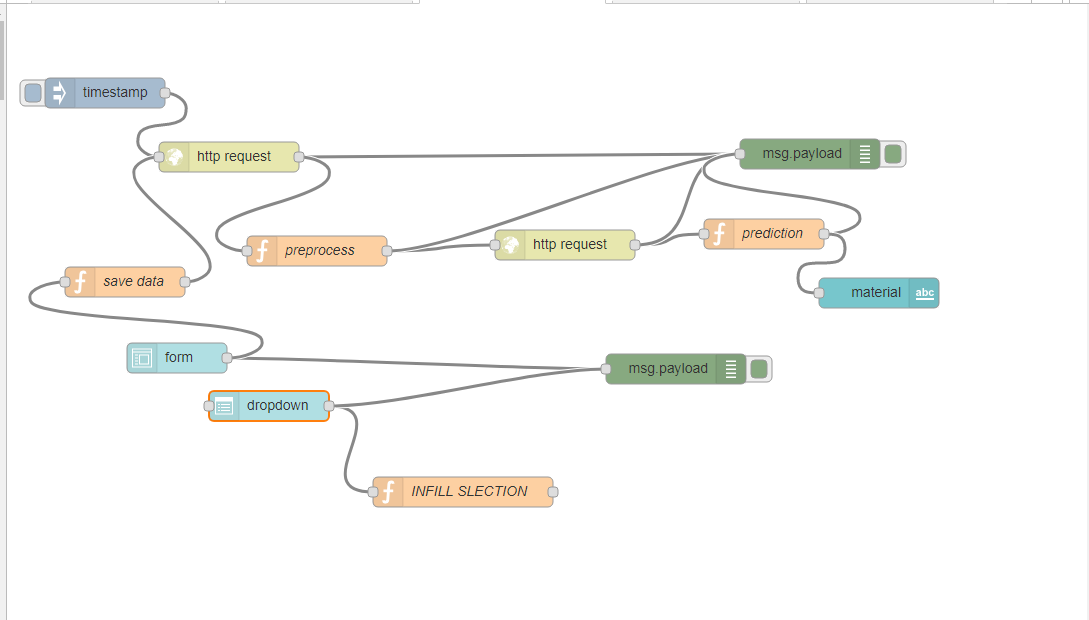 timestamp
http request
msg.payload
prediction
http request
preprocess
save data
material
abc
form
msg.payload
dropdown
INFILL SLECTION